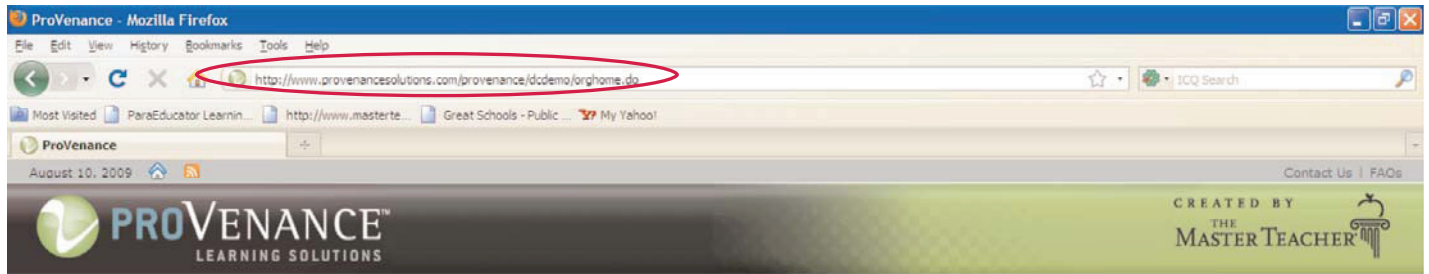 ProVenance - Mozilla Firefox
File Edit View History Bookmarks Tools Help
http://www.provenancesolutions.com/provenance/dcdemo/orghome.do
ICQ Search
Most Visited ParaEducator Learnin... http://www.masterte... Great Schools - Public ... My Yahoo!
ProVenance
August 10, 2009
Contact Us | FAQs
PROVENANCE™
LEARNING SOLUTIONS
CREATED BY
THE
MASTER TEACHER®